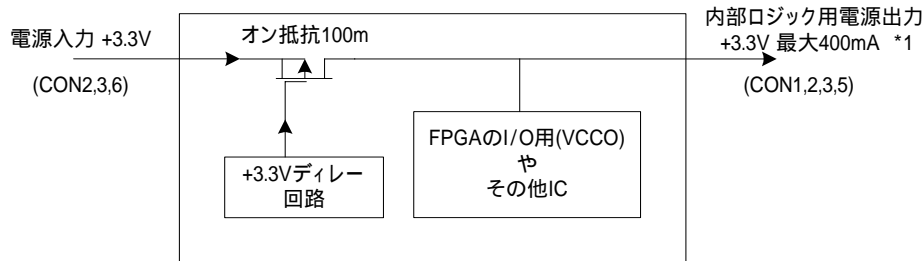 電源入力 +3.3V
(CON2,3,6)
オン抵抗100m
+3.3Vディレー
回路
FPGAのI/O用(VCCO)
や
その他IC
内部ロジック用電源出力
+3.3V 最大400mA *1
(CON1,2,3,5)